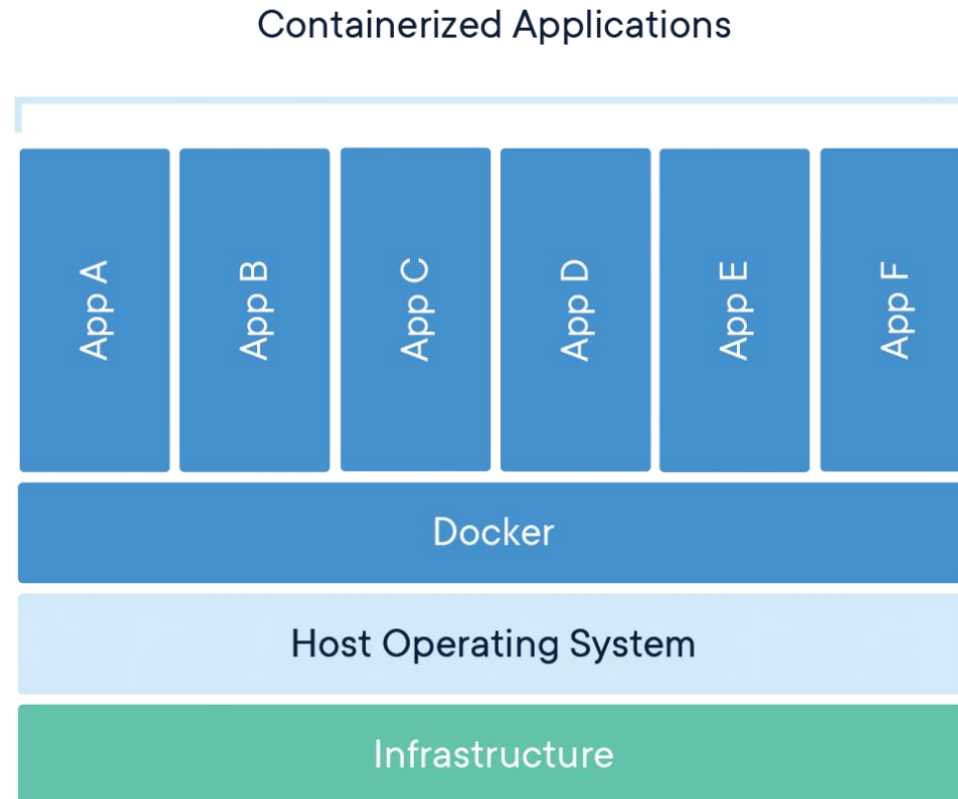 Containerized Applications
App A
App B
App C
App D
App E
App F
Docker
Host Operating System
Infrastructure